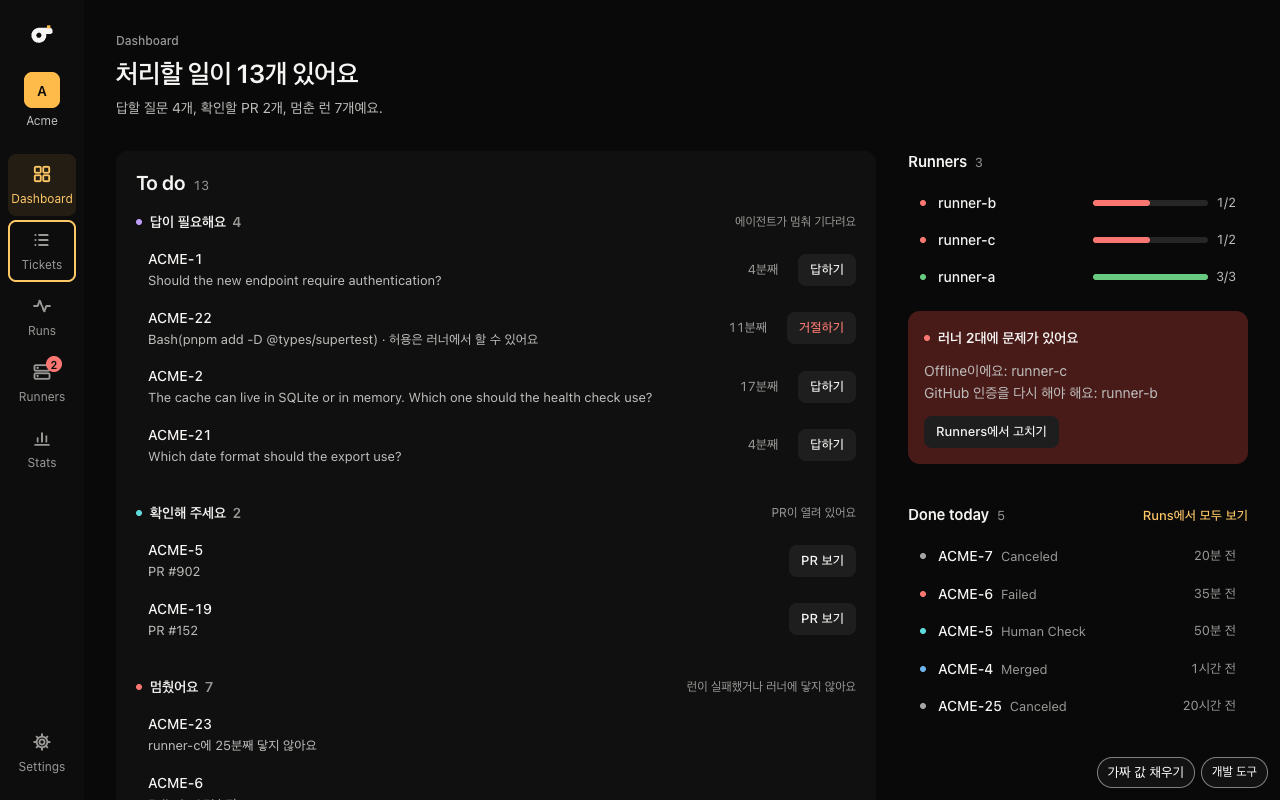 A
Acme
Dashboard
Tickets
Runs
2
Runners
Stats
Settings
Dashboard
처리할 일이 13개 있어요
답할 질문 4개, 확인할 PR 2개, 멈춘 런 7개예요.
To do 13
답이 필요해요 4 에이전트가 멈춰 기다려요
ACME-1
Should the new endpoint require authentication?
4분째 답하기
ACME-22
Bash(pnpm add -D @types/supertest) · 허용은 러너에서 할 수 있어요
11분째 거절하기
ACME-2
The cache can live in SQLite or in memory. Which one should the health check use?
17분째 답하기
ACME-21
Which date format should the export use?
4분째 답하기
확인해 주세요 2 PR이 열려 있어요
ACME-5
PR #902
PR 보기
ACME-19
PR #152
PR 보기
멈췄어요 7 런이 실패했거나 러너에 닿지 않아요
ACME-23
runner-c에 25분째 닿지 않아요
ACME-6
Runners 3
runner-b 1/2
runner-c 1/2
runner-a 3/3
러너 2대에 문제가 있어요
Offline이에요: runner-c
GitHub 인증을 다시 해야 해요: runner-b
Runners에서 고치기
Done today 5 Runs에서 모두 보기
ACME-7 Canceled 20분 전
ACME-6 Failed 35분 전
ACME-5 Human Check 50분 전
ACME-4 Merged 1시간 전
ACME-25 Canceled 20시간 전
가짜 값 채우기 개발 도구